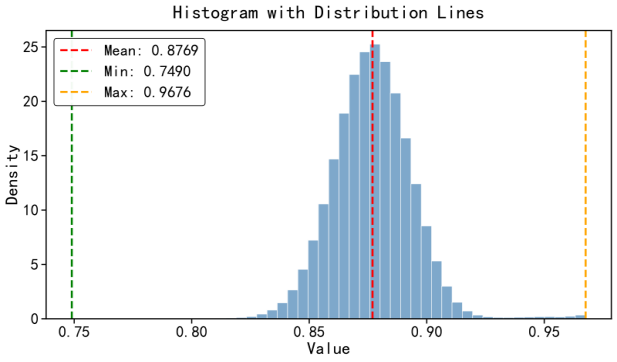 Histogram with Distribution Lines
Mean: 0.8769
Min: 0.7490
Max: 0.9676
25
20
15
10
5
0
Density
0.75 0.80 0.85 0.90 0.95
Value